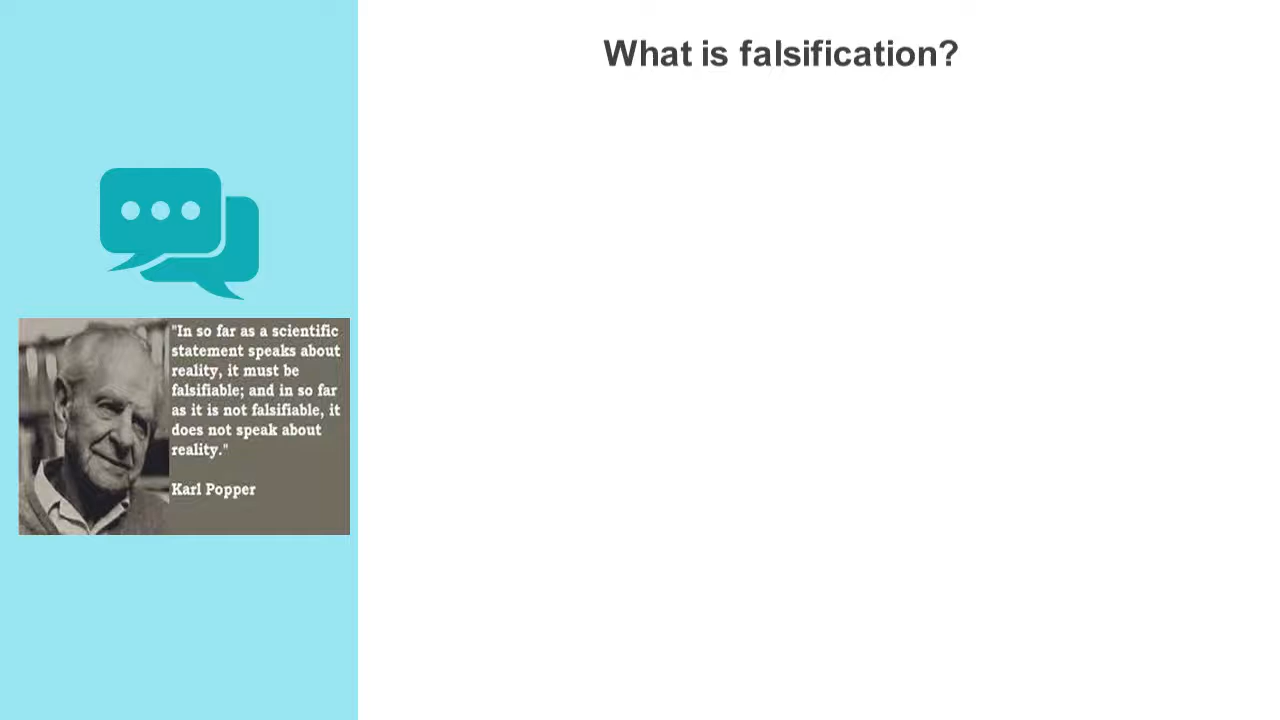 What is falsification?
"In so far as a scientific
statement speaks about
reality, it must be
falsifiable; and in so far
as it is not falsifiable, it
does not speak about
reality."
Karl Popper